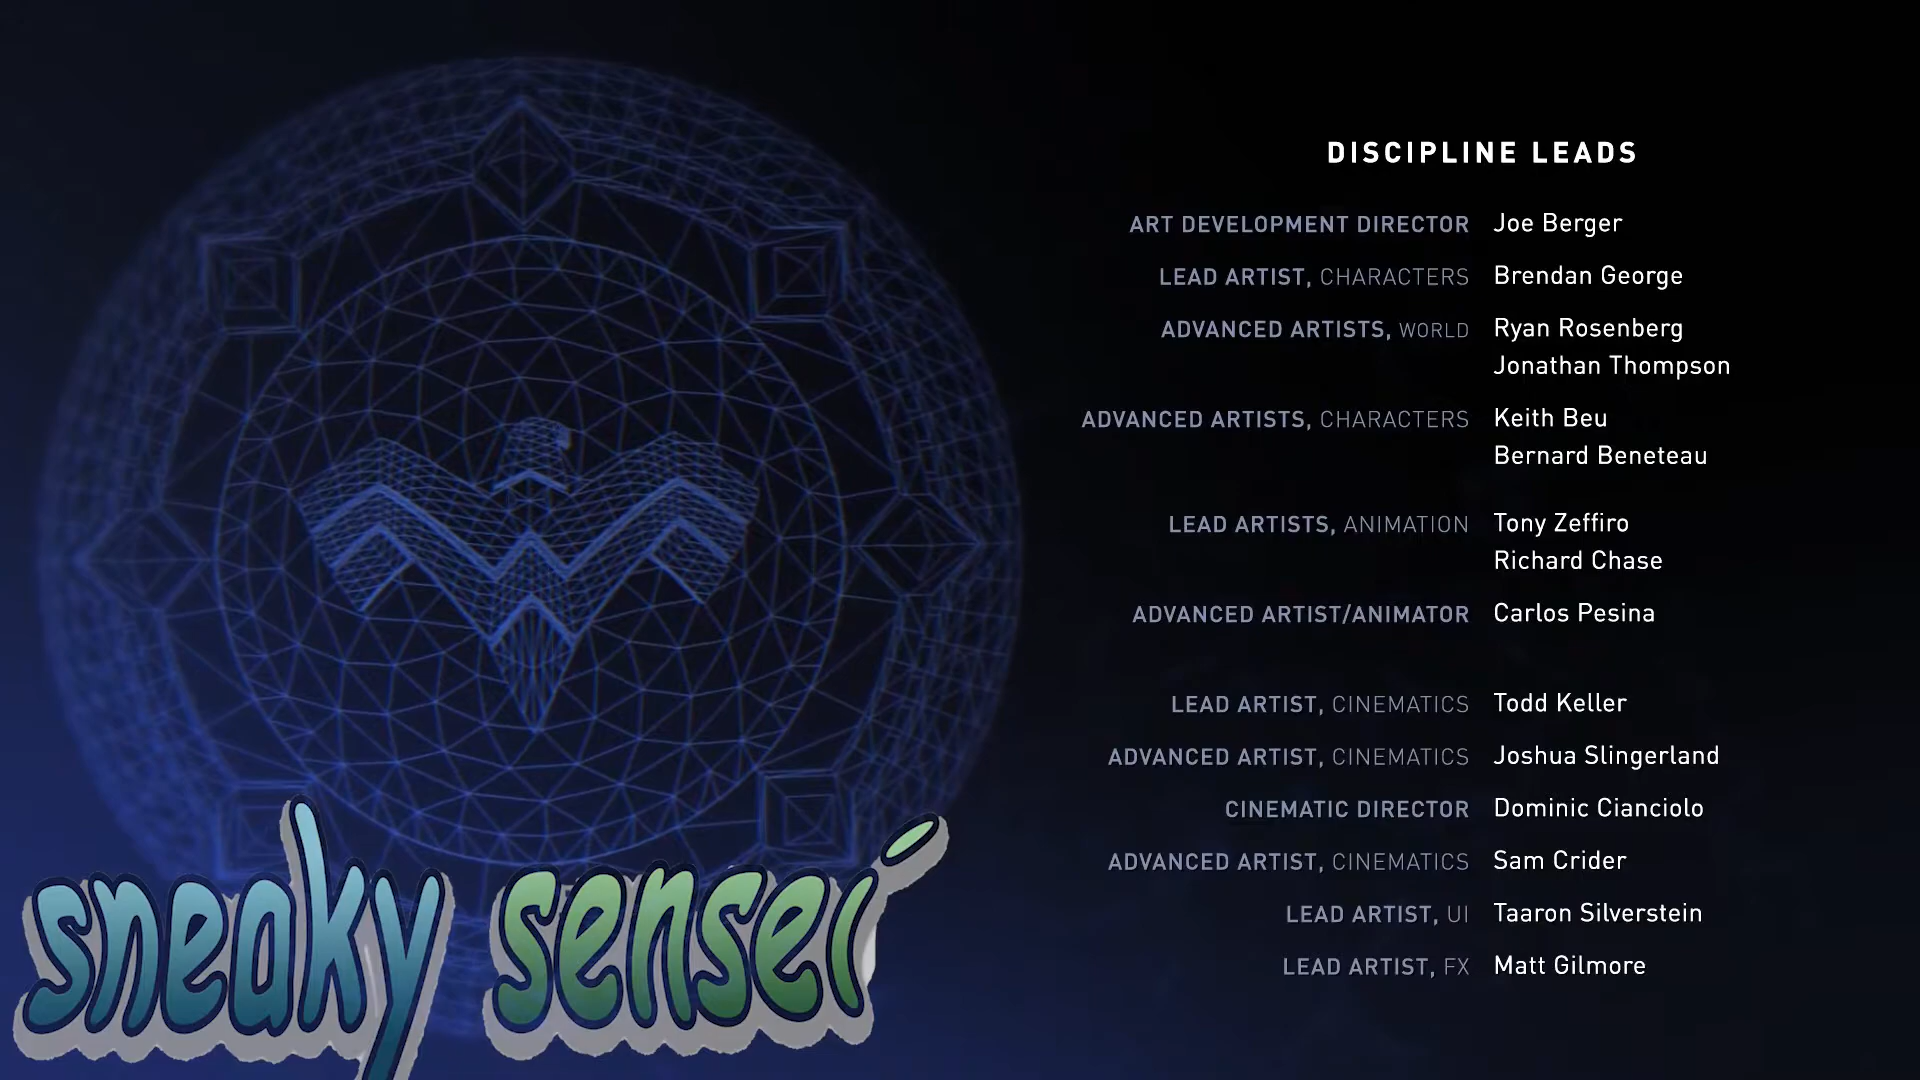 DISCIPLINE LEADS
ART DEVELOPMENT DIRECTOR Joe Berger
LEAD ARTIST, CHARACTERS Brendan George
ADVANCED ARTISTS, WORLD Ryan Rosenberg
Jonathan Thompson
ADVANCED ARTISTS, CHARACTERS Keith Beu
Bernard Beneteau
LEAD ARTISTS, ANIMATION Tony Zeffiro
Richard Chase
ADVANCED ARTIST/ANIMATOR Carlos Pesina
LEAD ARTIST, CINEMATICS Todd Keller
ADVANCED ARTIST, CINEMATICS Joshua Slingerland
CINEMATIC DIRECTOR Dominic Cianciolo
ADVANCED ARTIST, CINEMATICS Sam Crider
LEAD ARTIST, UI Taaron Silverstein
LEAD ARTIST, FX Matt Gilmore
sneaky sensei